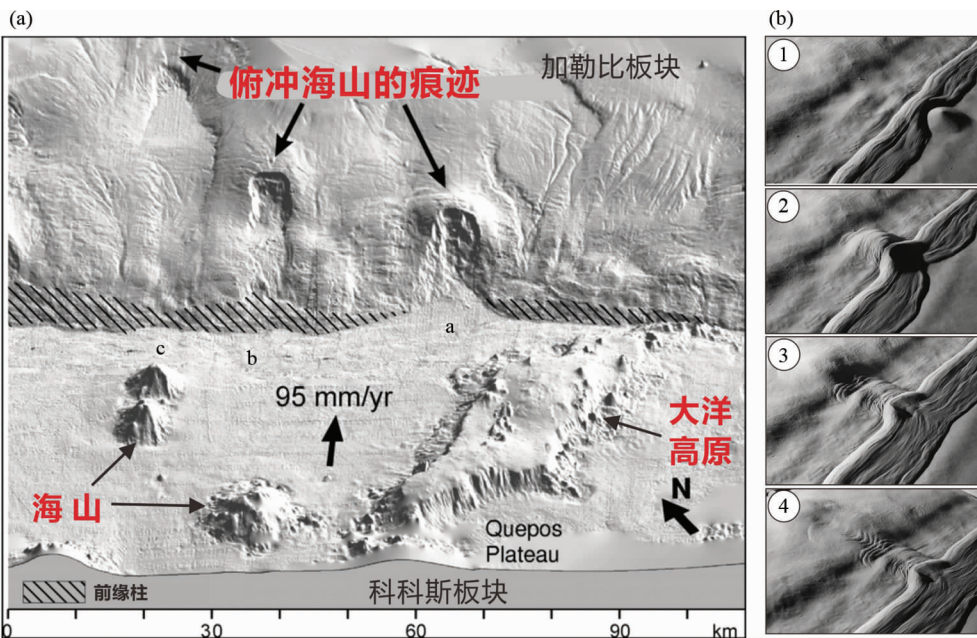 (a)
(b)
俯冲海山的痕迹
加勒比板块
a
b
c
95 mm/yr
大洋
高原
海山
N
Quepos
Plateau
前缘柱
科科斯板块
0
30
60
90
km
1
2
3
4